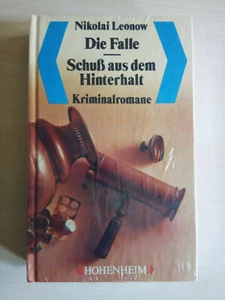 Nikolai Leonow
Die Falle
Schuß aus dem
Hinterhalt
Kriminalromane
HOHENHEIM